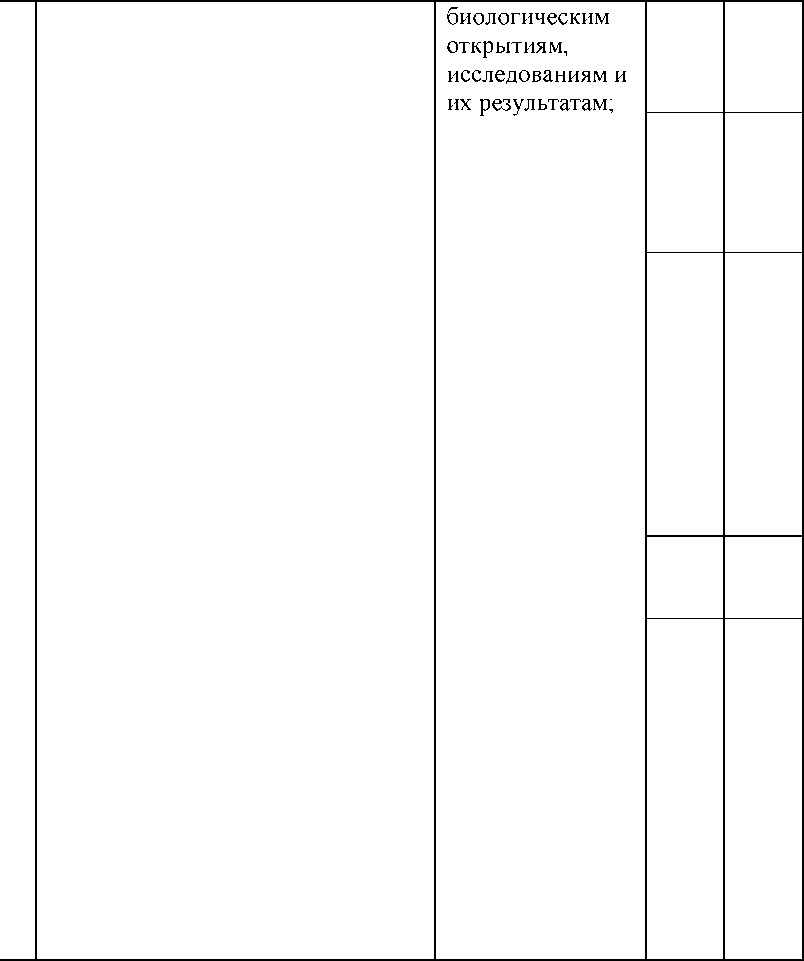 биологическим
открытиям,
исследованиям и
их результатам;